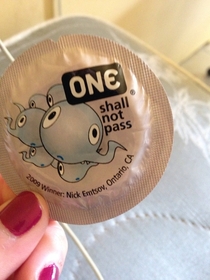 ONE®
shall
not
pass
2009 Winner: Nick Emtsov, Ontario, CA